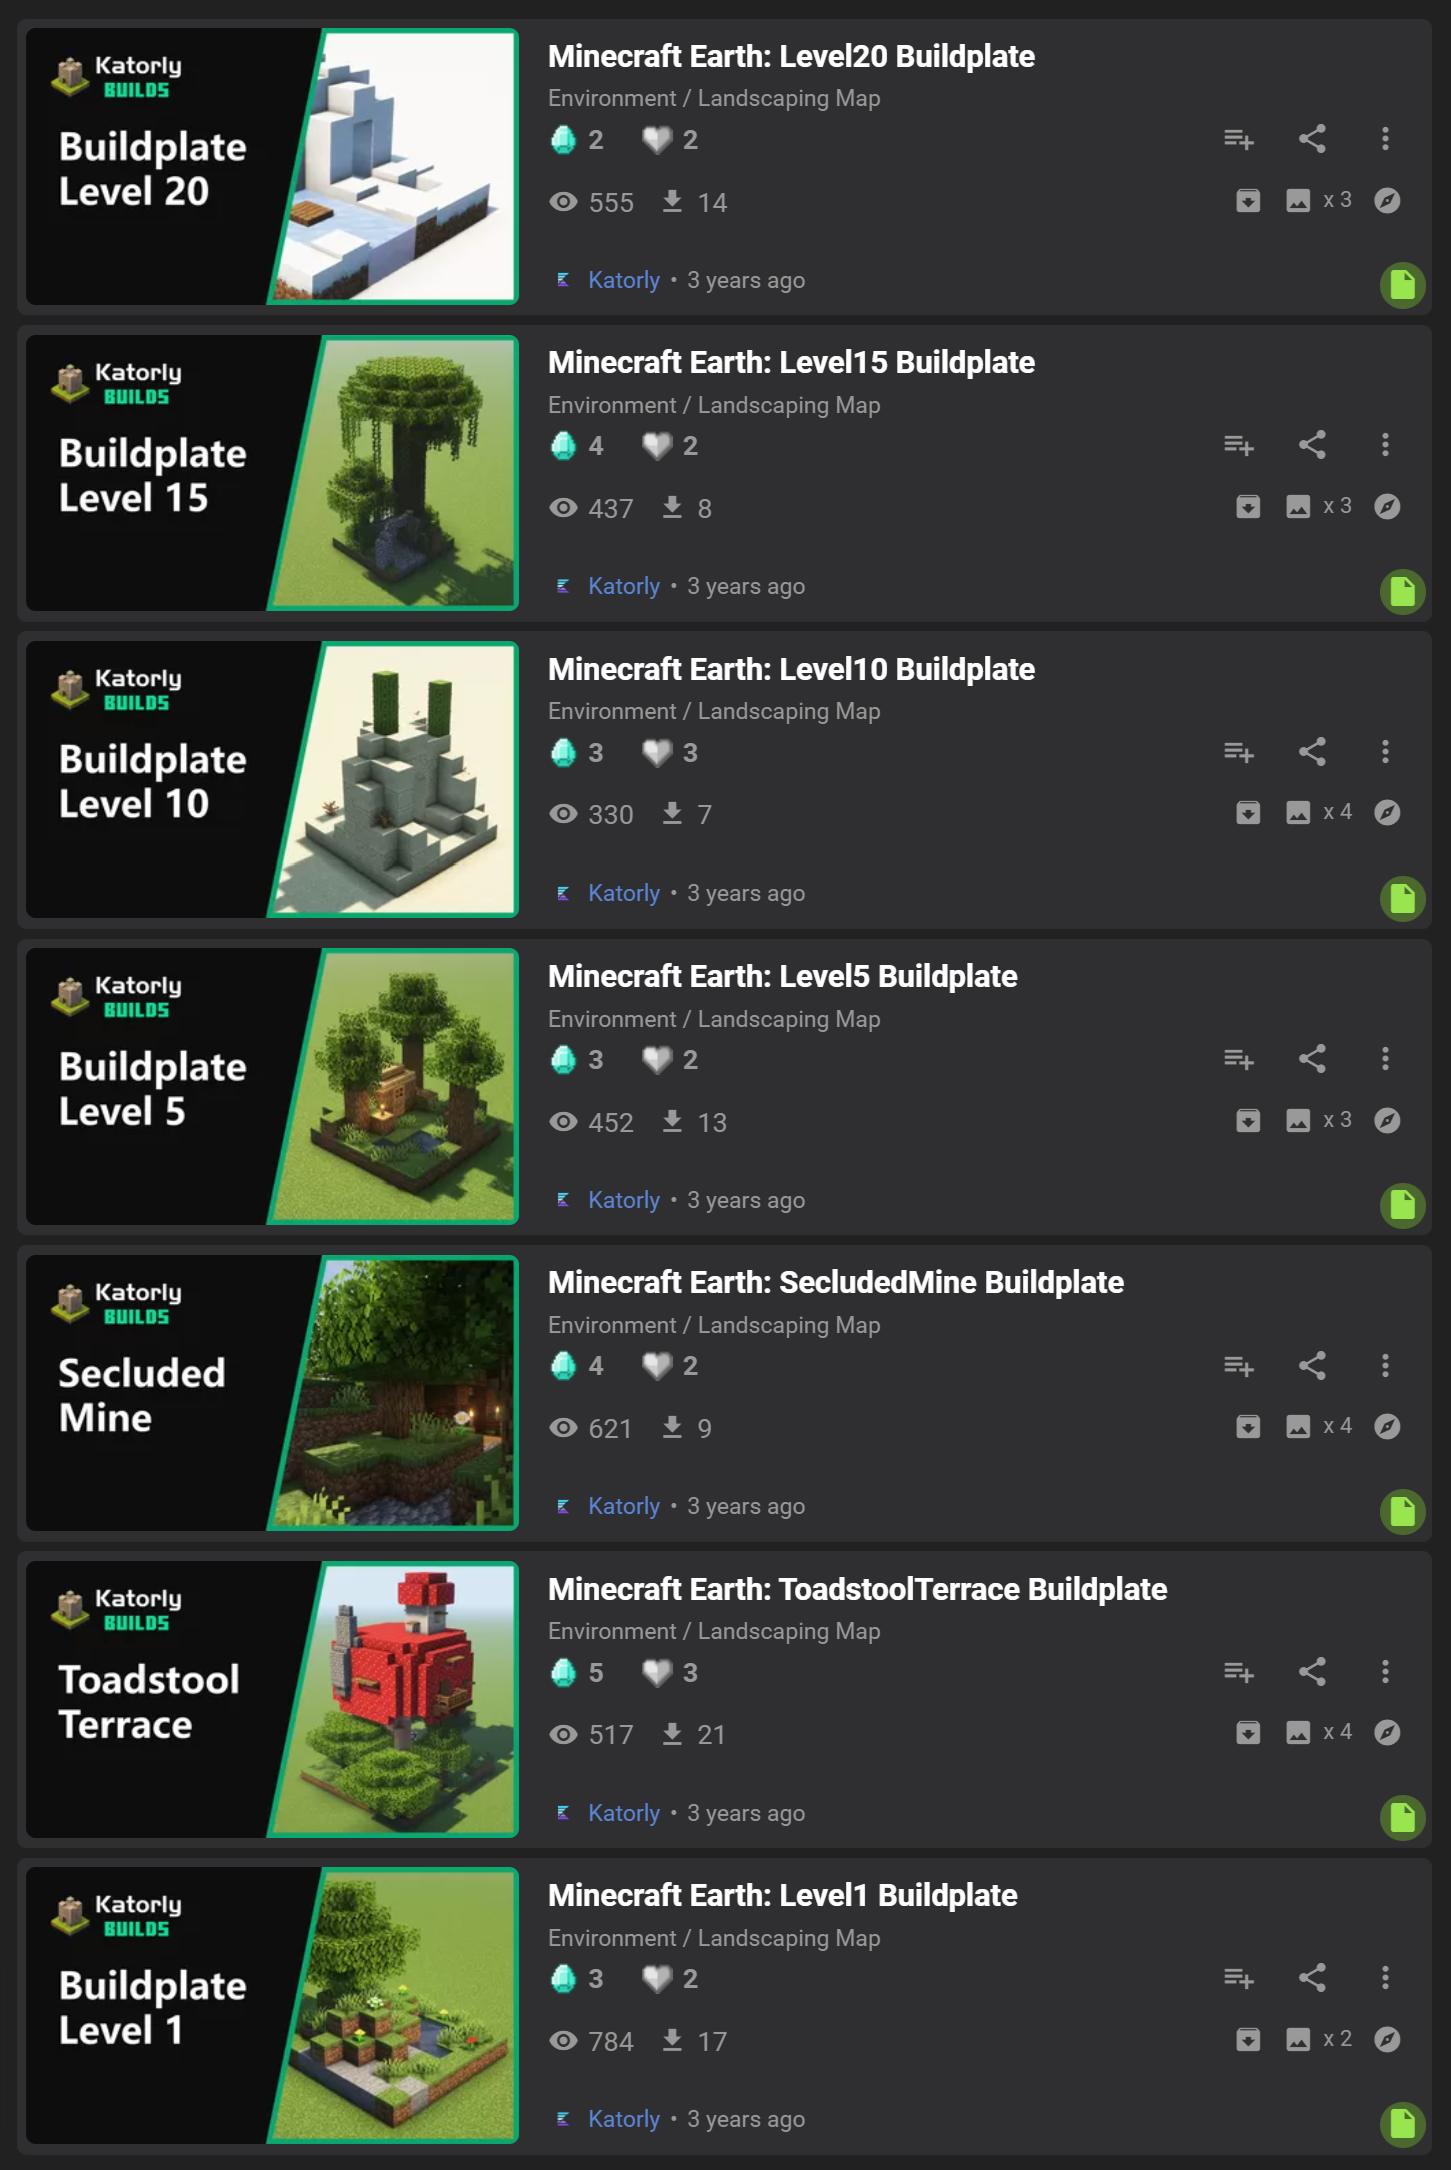 Katorly
BUILDS
Buildplate
Level 20
Minecraft Earth: Level20 Buildplate
Environment / Landscaping Map
2 2
555 14
x 3
Katorly • 3 years ago
Katorly
BUILDS
Buildplate
Level 15
Minecraft Earth: Level15 Buildplate
Environment / Landscaping Map
4 2
437 8
x 3
Katorly • 3 years ago
Katorly
BUILDS
Buildplate
Level 10
Minecraft Earth: Level10 Buildplate
Environment / Landscaping Map
3 3
330 7
x 4
Katorly • 3 years ago
Katorly
BUILDS
Buildplate
Level 5
Minecraft Earth: Level5 Buildplate
Environment / Landscaping Map
3 2
452 13
x 3
Katorly • 3 years ago
Katorly
BUILDS
Secluded
Mine
Minecraft Earth: SecludedMine Buildplate
Environment / Landscaping Map
4 2
621 9
x 4
Katorly • 3 years ago
Katorly
BUILDS
Toadstool
Terrace
Minecraft Earth: ToadstoolTerrace Buildplate
Environment / Landscaping Map
5 3
517 21
x 4
Katorly • 3 years ago
Katorly
BUILDS
Buildplate
Level 1
Minecraft Earth: Level1 Buildplate
Environment / Landscaping Map
3 2
784 17
x 2
Katorly • 3 years ago